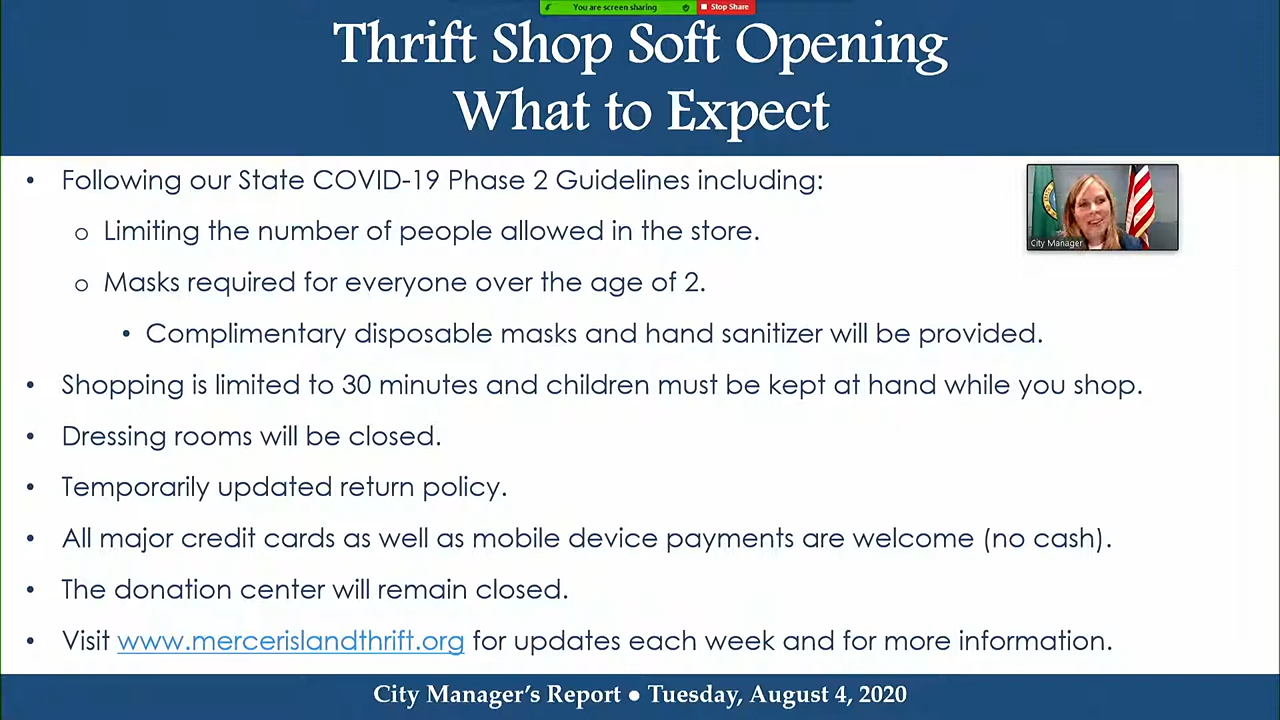 You are screen sharing
Stop Share
Thrift Shop Soft Opening
What to Expect
• Following our State COVID-19 Phase 2 Guidelines including:
o Limiting the number of people allowed in the store.
o Masks required for everyone over the age of 2.
• Complimentary disposable masks and hand sanitizer will be provided.
• Shopping is limited to 30 minutes and children must be kept at hand while you shop.
• Dressing rooms will be closed.
• Temporarily updated return policy.
• All major credit cards as well as mobile device payments are welcome (no cash).
• The donation center will remain closed.
• Visit www.mercerislandthrift.org for updates each week and for more information.
City Manager
City Manager's Report ● Tuesday, August 4, 2020